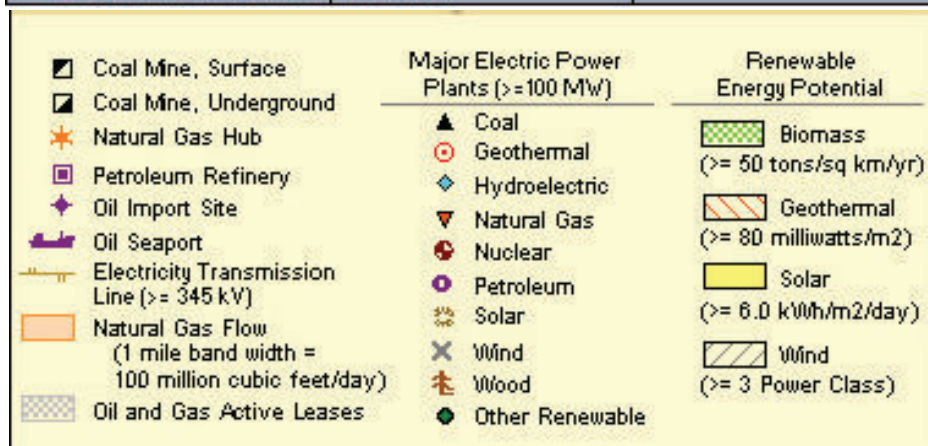 Coal Mine, Surface
Coal Mine, Underground
Natural Gas Hub
Petroleum Refinery
Oil Import Site
Oil Seaport
Electricity Transmission
Line (>= 345 kV)
Natural Gas Flow
(1 mile band width =
100 million cubic feet/day)
Oil and Gas Active Leases
Major Electric Power
Plants (>=100 MW)
Coal
Geothermal
Hydroelectric
Natural Gas
Nuclear
Petroleum
Solar
Wind
Wood
Other Renewable
Renewable
Energy Potential
Biomass
(>= 50 tons/sq km/yr)
Geothermal
(>= 80 milliwatts/m2)
Solar
(>= 6.0 kWh/m2/day)
Wind
(>= 3 Power Class)